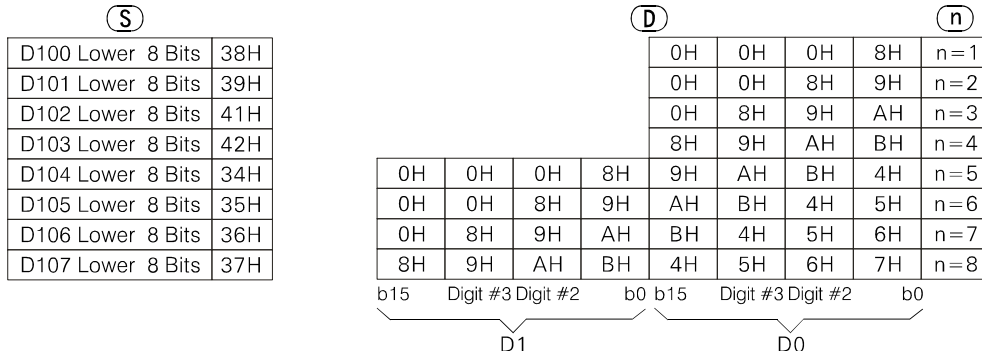 S D n
D100 Lower 8 Bits 38H
D101 Lower 8 Bits 39H
D102 Lower 8 Bits 41H
D103 Lower 8 Bits 42H
D104 Lower 8 Bits 34H
D105 Lower 8 Bits 35H
D106 Lower 8 Bits 36H
D107 Lower 8 Bits 37H
0H 0H 0H 8H n=1
0H 0H 8H 9H n=2
0H 8H 9H AH n=3
8H 9H AH BH n=4
0H 0H 0H 8H 9H AH BH 4H n=5
0H 0H 8H 9H AH BH 4H 5H n=6
0H 8H 9H AH BH 4H 5H 6H n=7
8H 9H AH BH 4H 5H 6H 7H n=8
b15 Digit #3 Digit #2 b0 b15 Digit #3 Digit #2 b0
D1 D0